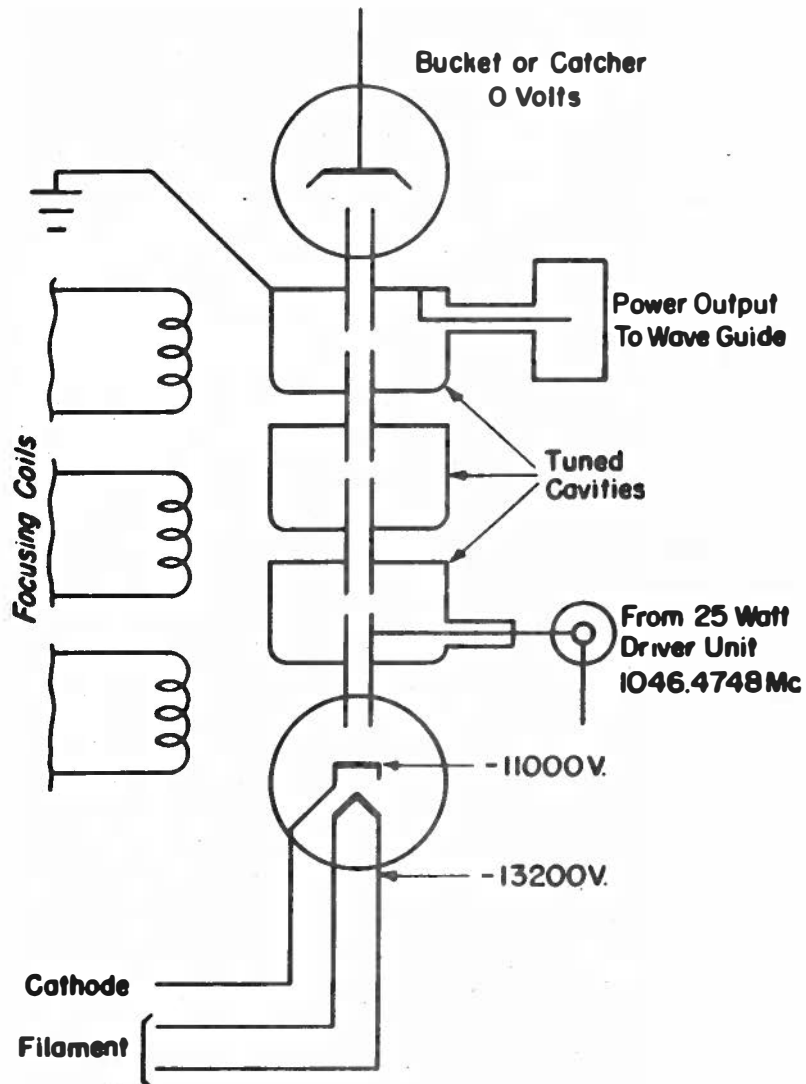 Bucket or Catcher
0 Volts
Power Output
To Wave Guide
Focusing Coils
Tuned
Cavities
From 25 Watt
Driver Unit
1046.4748 Mc
-11000V.
-13200V.
Cathode
Filament